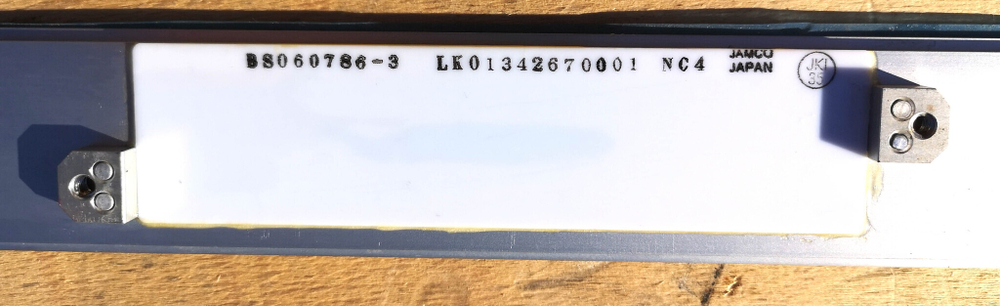 BS060786-3 LK01342670001 NC4 JAMCO
JAPAN
JKI
35